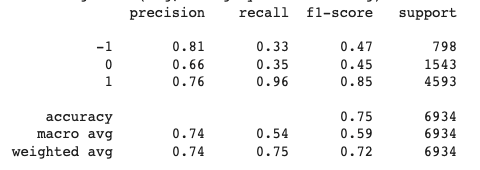 precision recall f1-score support
-1 0.81 0.33 0.47 798
0 0.66 0.35 0.45 1543
1 0.76 0.96 0.85 4593
accuracy 0.75 6934
macro avg 0.74 0.54 0.59 6934
weighted avg 0.74 0.75 0.72 6934